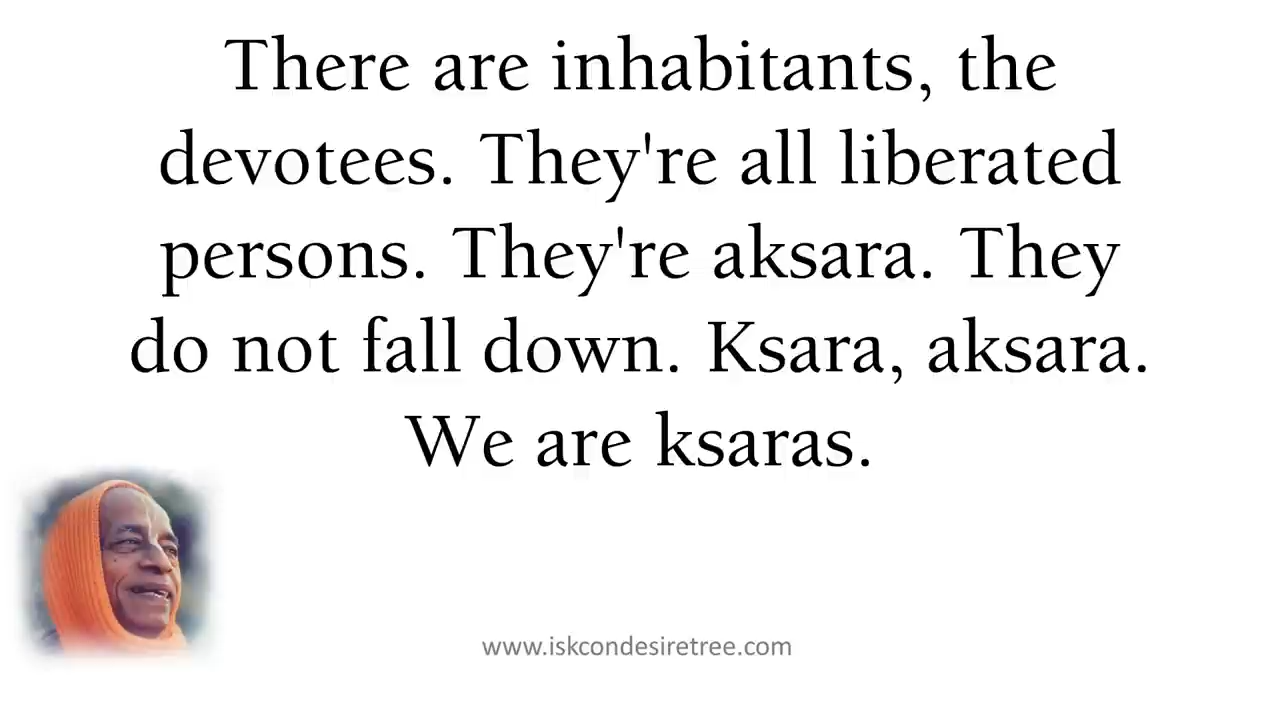 There are inhabitants, the
devotees. They're all liberated
persons. They're aksara. They
do not fall down. Ksara, aksara.
We are ksaras.
www.iskcondesiretree.com